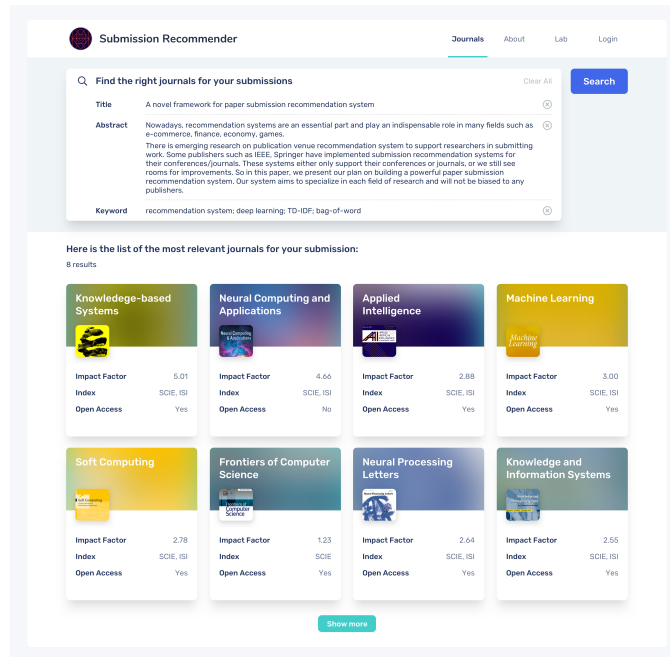 Submission Recommender
Journals
About
Lab
Login
Find the right journals for your submissions
Clear All
Search
Title
A novel framework for paper submission recommendation system
Abstract
Nowadays, recommendation systems are an essential part and play an indispensable role in many fields such as
e-commerce, finance, economy, games.
There is emerging research on publication venue recommendation system to support researchers in submitting
work. Some publishers such as IEEE, Springer have implemented submission recommendation systems for
their conferences/journals. These systems either only support their conferences or journals, or we still see
rooms for improvements. So in this paper, we present our plan on building a powerful paper submission
recommendation system. Our system aims to specialize in each field of research and will not be biased to any
publishers.
Keyword
recommendation system; deep learning; TD-IDF; bag-of-word
Here is the list of the most relevant journals for your submission:
8 results
Knowledege-based
Systems
Impact Factor 5.01
Index SCIE, ISI
Open Access Yes
Neural Computing and
Applications
Neural Computing
& Applications
Impact Factor 4.66
Index SCIE, ISI
Open Access No
Applied
Intelligence
Impact Factor 2.88
Index SCIE, ISI
Open Access Yes
Machine Learning
Machine
Learning
Impact Factor 3.00
Index SCIE, ISI
Open Access Yes
Soft Computing
Soft Computing
Impact Factor 2.78
Index SCIE, ISI
Open Access Yes
Frontiers of Computer
Science
Frontiers of
Computer
Science
Impact Factor 1.23
Index SCIE
Open Access Yes
Neural Processing
Letters
Neural Processing Letters
Impact Factor 2.64
Index SCIE, ISI
Open Access Yes
Knowledge and
Information Systems
Impact Factor 2.55
Index SCIE, ISI
Open Access Yes
Show more